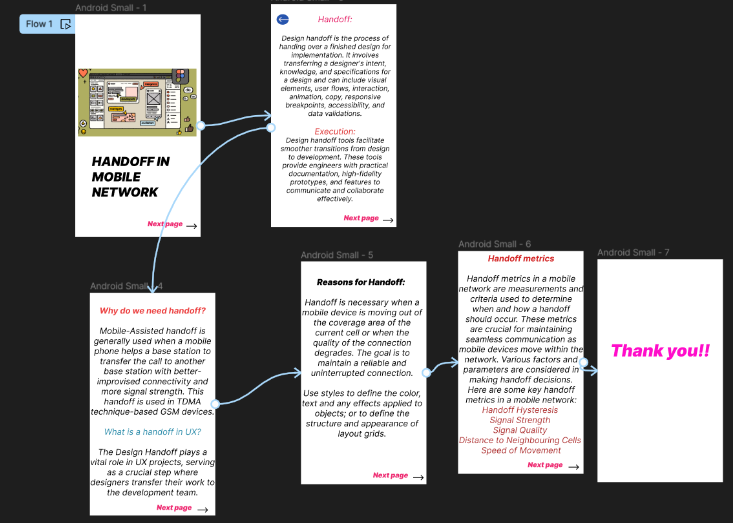 Flow 1
Android Small - 1
HANDOFF IN
MOBILE
NETWORK
Next page
Handoff:
Design handoff is the process of
handing over a finished design for
implementation. It involves
transferring a designer's intent,
knowledge, and specifications for
a design and can include visual
elements, user flows, interaction,
animation, copy, responsive
breakpoints, accessibility, and
data validations.
Execution:
Design handoff tools facilitate
smoother transitions from design
to development. These tools
provide engineers with practical
documentation, high-fidelity
prototypes, and features to
communicate and collaborate
effectively.
Next page
Android Small - 4
Why do we need handoff?
Mobile-Assisted handoff is
generally used when a mobile
phone helps a base station to
transfer the call to another
base station with better-
improvised connectivity and
more signal strength. This
handoff is used in TDMA
technique-based GSM devices.
What is a handoff in UX?
The Design Handoff plays a
vital role in UX projects, serving
as a crucial step where
designers transfer their work to
the development team.
Next page
Android Small - 5
Reasons for Handoff:
Handoff is necessary when a
mobile device is moving out of
the coverage area of the
current cell or when the
quality of the connection
degrades. The goal is to
maintain a reliable and
uninterrupted connection.
Use styles to define the color,
text and any effects applied to
objects; or to define the
structure and appearance of
layout grids.
Next page
Android Small - 6
Handoff metrics
Handoff metrics in a mobile
network are measurements and
criteria used to determine
when and how a handoff
should occur. These metrics
are crucial for maintaining
seamless communication as
mobile devices move within the
network. Various factors and
parameters are considered in
making handoff decisions.
Here are some key handoff
metrics in a mobile network:
Handoff Hysteresis
Signal Strength
Signal Quality
Distance to Neighbouring Cells
Speed of Movement
Next page
Android Small - 7
Thank you!!